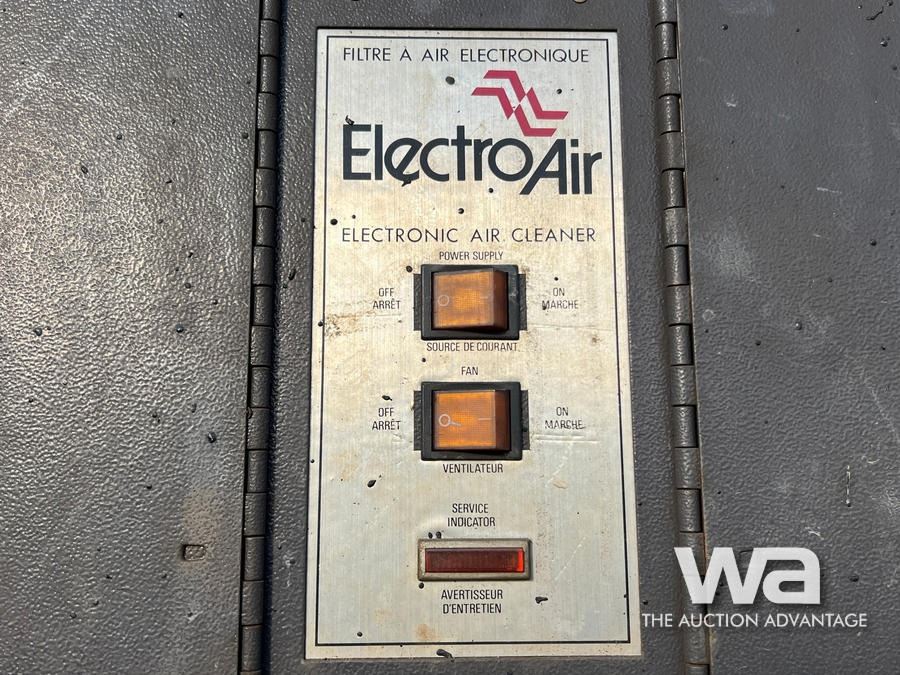 FILTRE À AIR ELECTRONIQUE
ElectroAir
ELECTRONIC AIR CLEANER
POWER SUPPLY
OFF
ARRÊT
ON
MARCHE
SOURCE DE COURANT
FAN
OFF
ARRÊT
ON
MARCHE
VENTILATEUR
SERVICE
INDICATOR
AVERTISSEUR
D'ENTRETIEN
wa
THE AUCTION ADVANTAGE